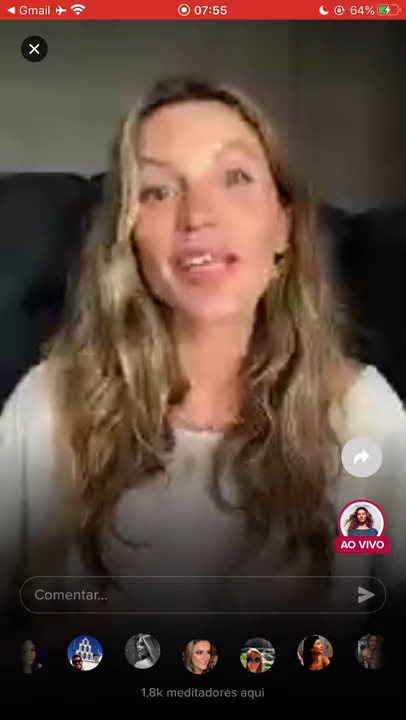 Gmail
07:55
64%
AO VIVO
Comentar...
1,8k meditadores aqui